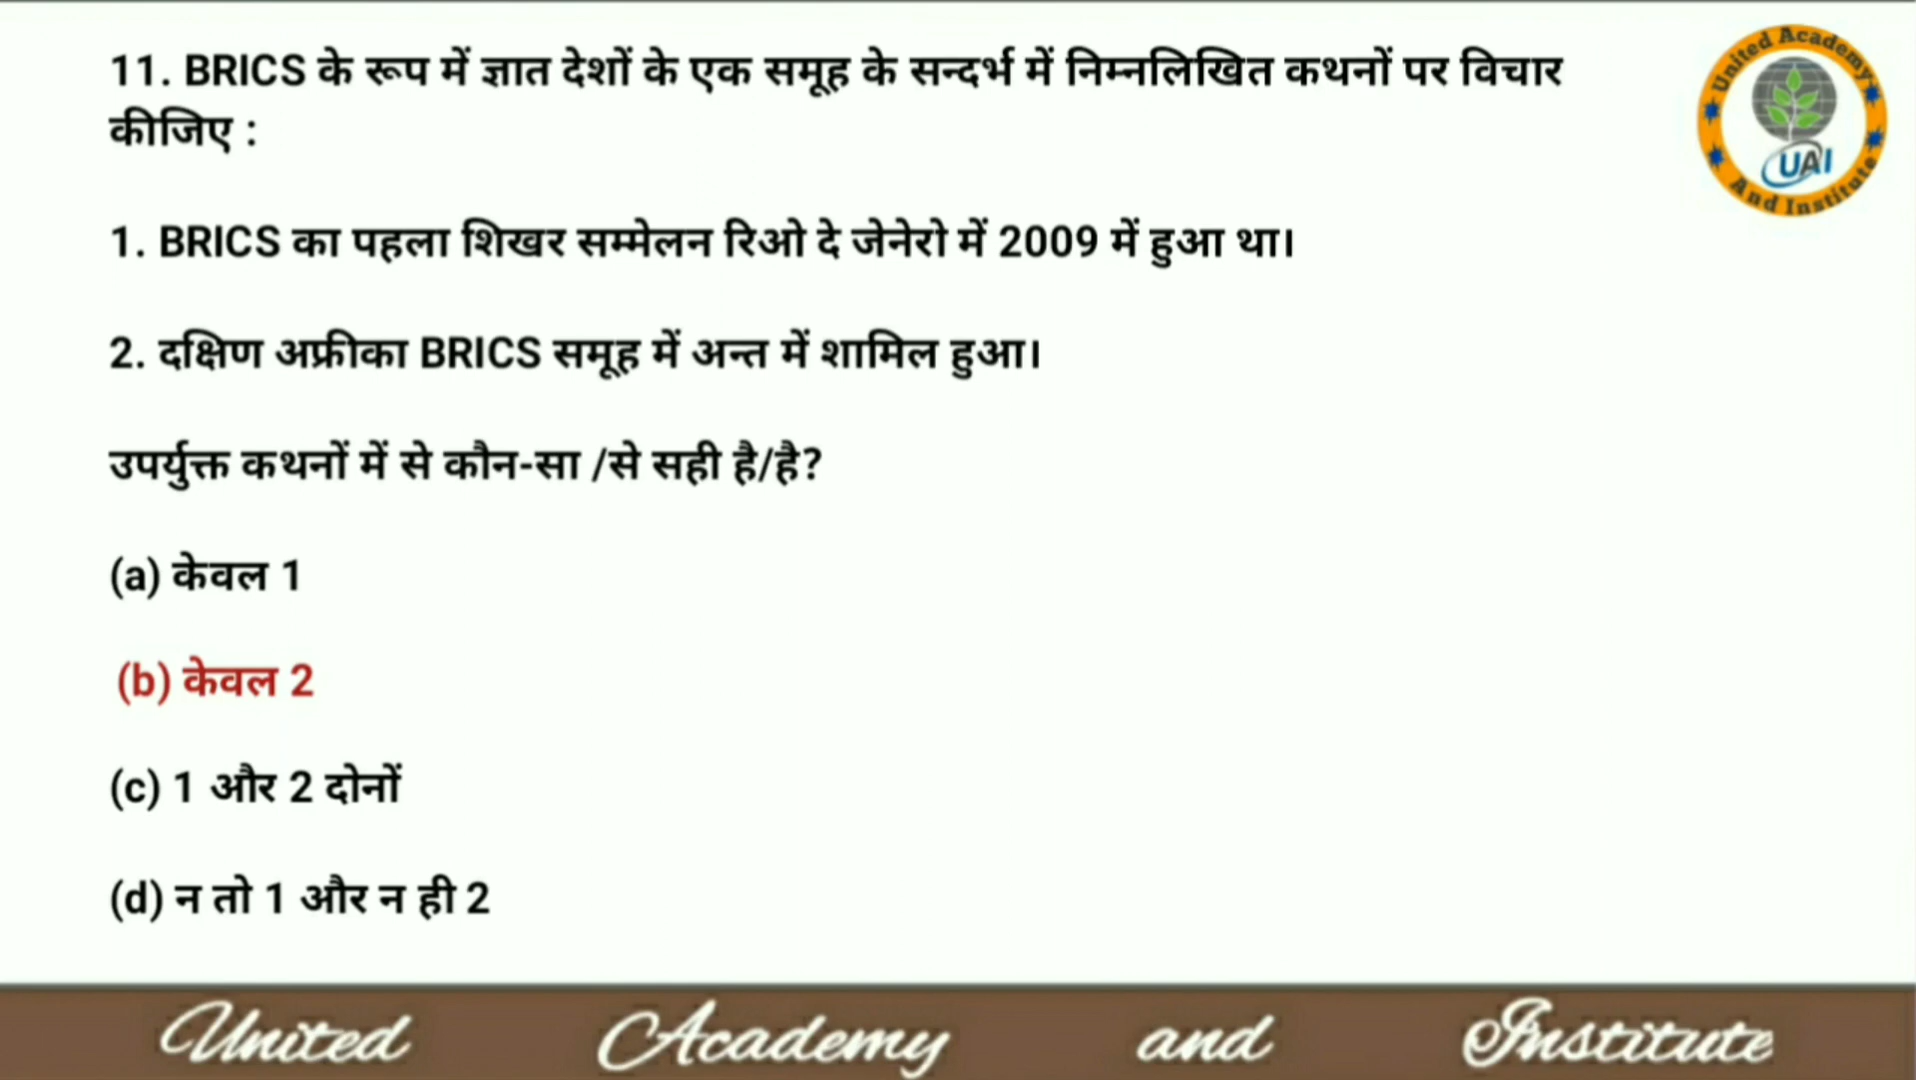 11. BRICS के रूप में ज्ञात देशों के एक समूह के सन्दर्भ में निम्नलिखित कथनों पर विचार
कीजिए :
1. BRICS का पहला शिखर सम्मेलन रिओ दे जेनेरो में 2009 में हुआ था।
2. दक्षिण अफ्रीका BRICS समूह में अन्त में शामिल हुआ।
उपर्युक्त कथनों में से कौन-सा /से सही है/है?
(a) केवल 1
(b) केवल 2
(c) 1 और 2 दोनों
(d) न तो 1 और न ही 2
United Academy
UAI
And Institute
United Academy and Institute